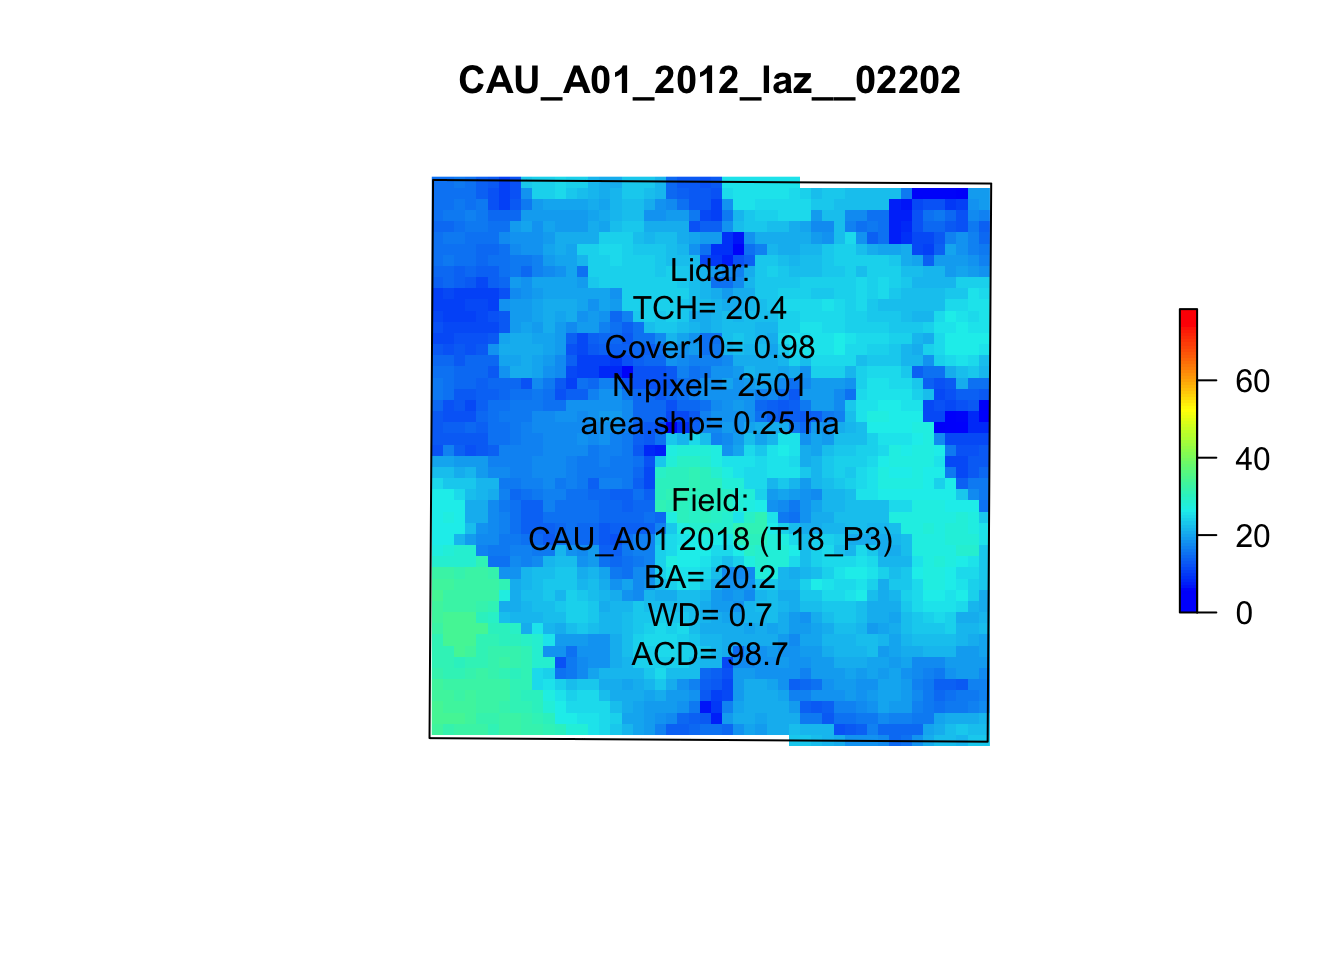 CAU_A01_2012_laz__02202
Lidar:
TCH= 20.4
Cover10= 0.98
N.pixel= 2501
area.shp= 0.25 ha
Field:
CAU_A01 2018 (T18_P3)
BA= 20.2
WD= 0.7
ACD= 98.7
60
40
20
0